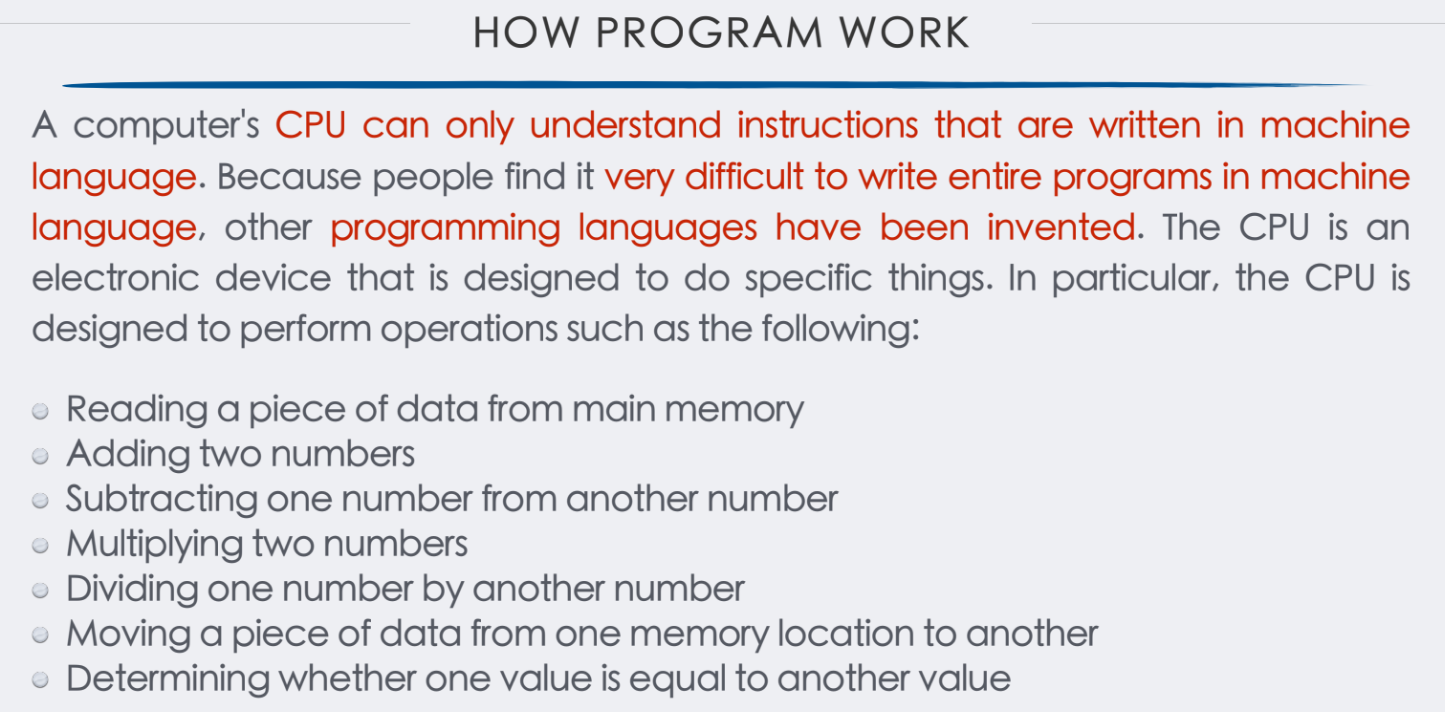 HOW PROGRAM WORK
A computer's CPU can only understand instructions that are written in machine
language. Because people find it very difficult to write entire programs in machine
language, other programming languages have been invented. The CPU is an
electronic device that is designed to do specific things. In particular, the CPU is
designed to perform operations such as the following:
Reading a piece of data from main memory
Adding two numbers
Subtracting one number from another number
Multiplying two numbers
Dividing one number by another number
Moving a piece of data from one memory location to another
Determining whether one value is equal to another value